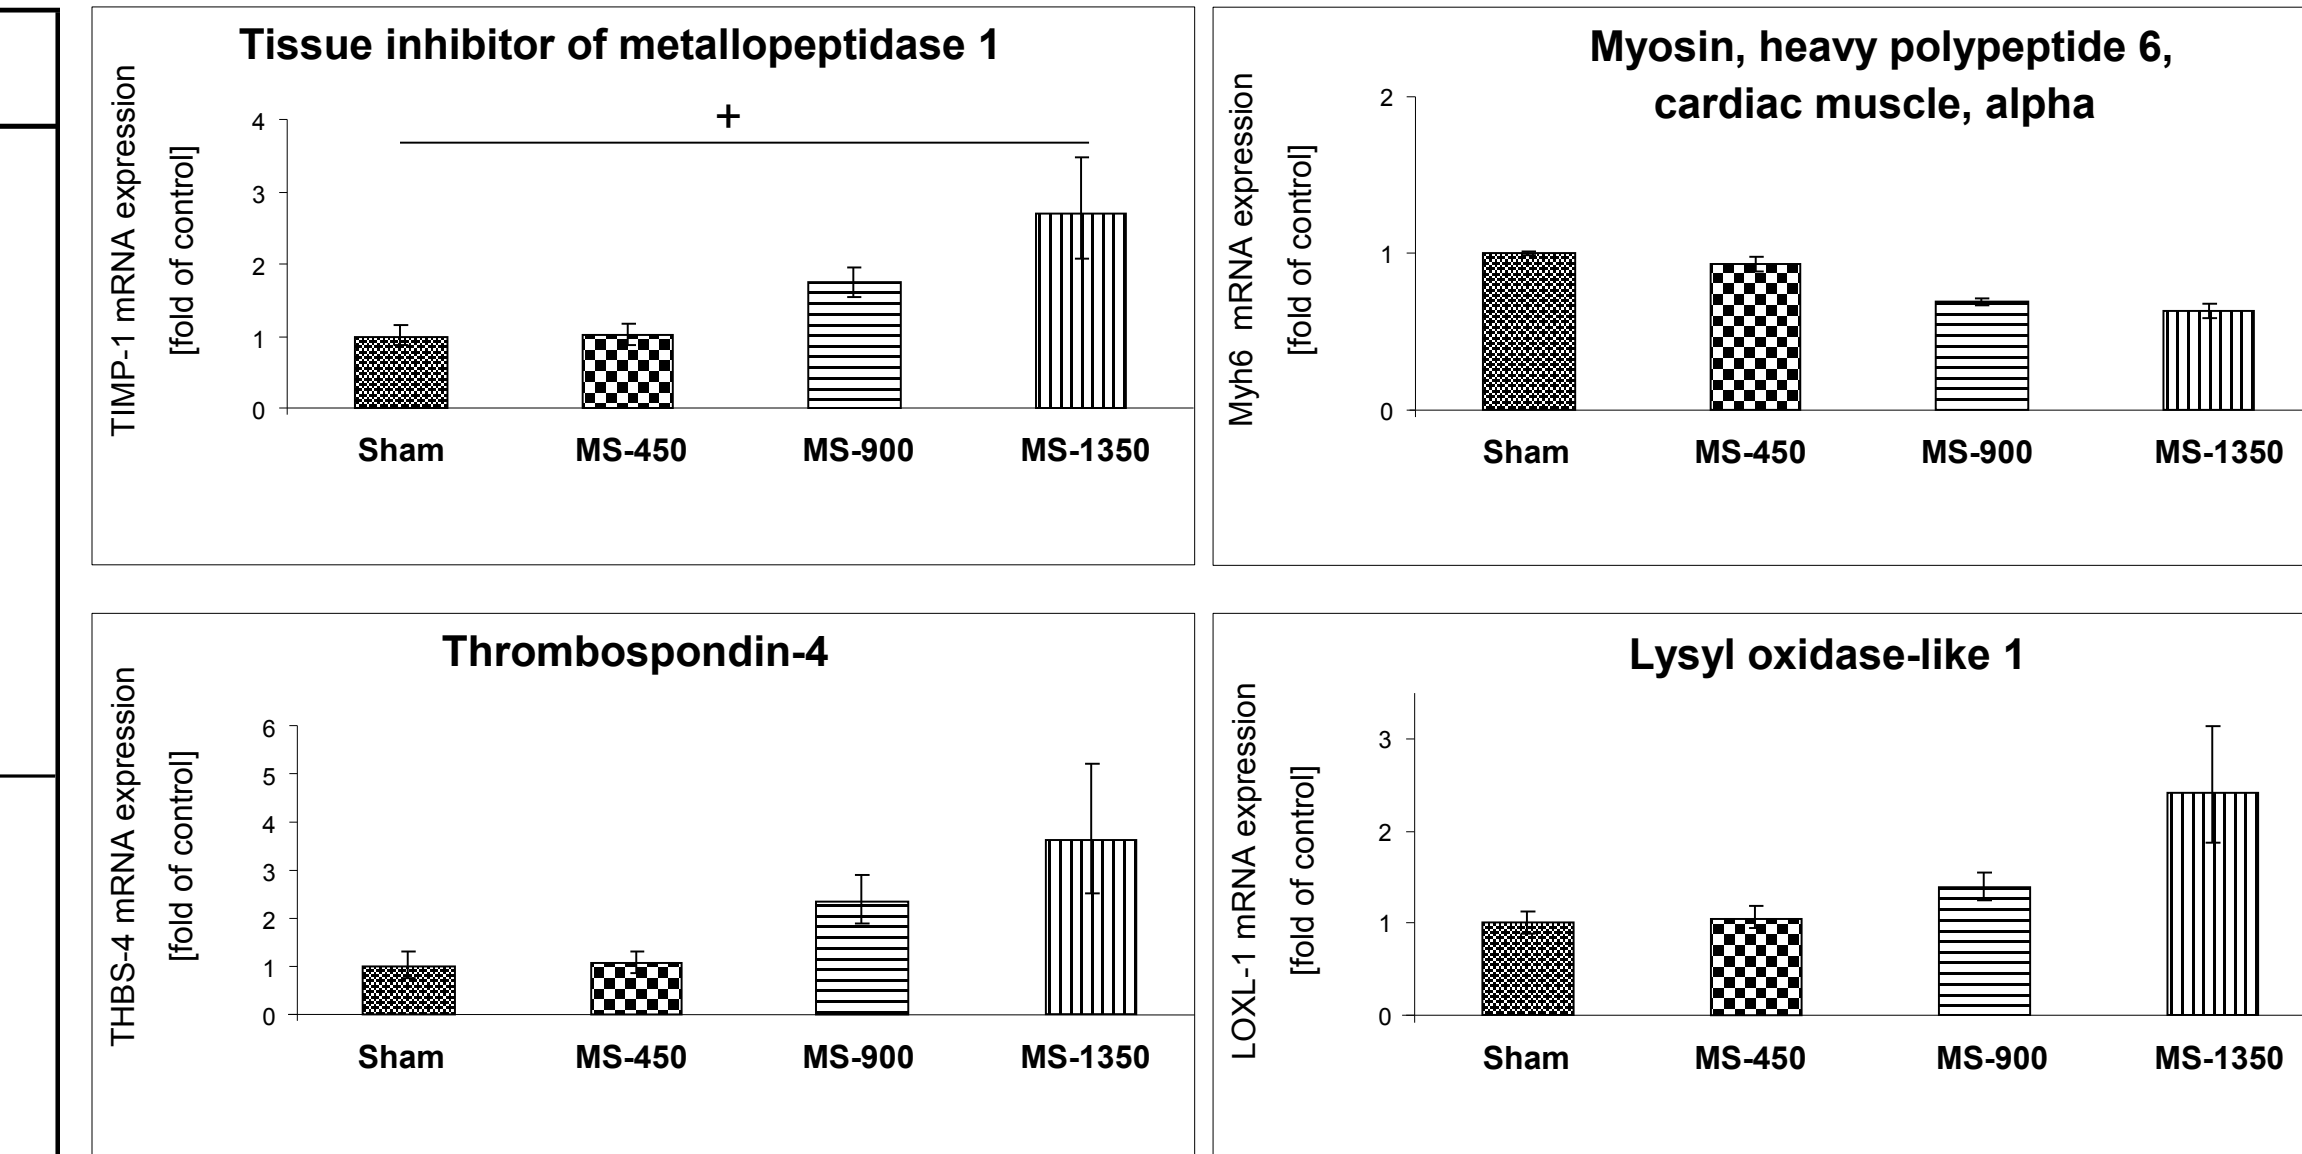 Tissue inhibitor of metallopeptidase 1
TIMP-1 mRNA expression
[fold of control]
+
4
3
2
1
0
Sham MS-450 MS-900 MS-1350
Myosin, heavy polypeptide 6,
cardiac muscle, alpha
Myh6 mRNA expression
[fold of control]
2
1
0
Sham MS-450 MS-900 MS-1350
Thrombospondin-4
THBS-4 mRNA expression
[fold of control]
6
5
4
3
2
1
0
Sham MS-450 MS-900 MS-1350
Lysyl oxidase-like 1
LOXL-1 mRNA expression
[fold of control]
3
2
1
0
Sham MS-450 MS-900 MS-1350